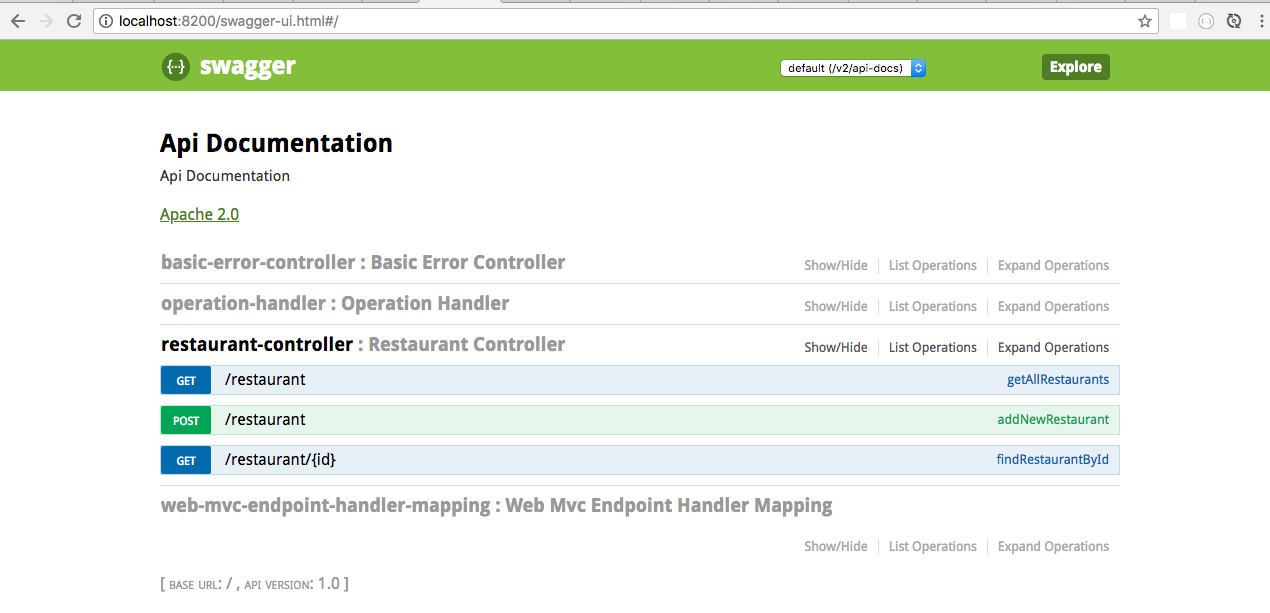 localhost:8200/swagger-ui.html#/
{··} swagger default (/v2/api-docs) Explore
Api Documentation
Api Documentation
Apache 2.0
basic-error-controller : Basic Error Controller Show/Hide List Operations Expand Operations
operation-handler : Operation Handler Show/Hide List Operations Expand Operations
restaurant-controller : Restaurant Controller Show/Hide List Operations Expand Operations
GET /restaurant getAllRestaurants
POST /restaurant addNewRestaurant
GET /restaurant/{id} findRestaurantById
web-mvc-endpoint-handler-mapping : Web Mvc Endpoint Handler Mapping
Show/Hide List Operations Expand Operations
[ BASE URL: / , API VERSION: 1.0 ]